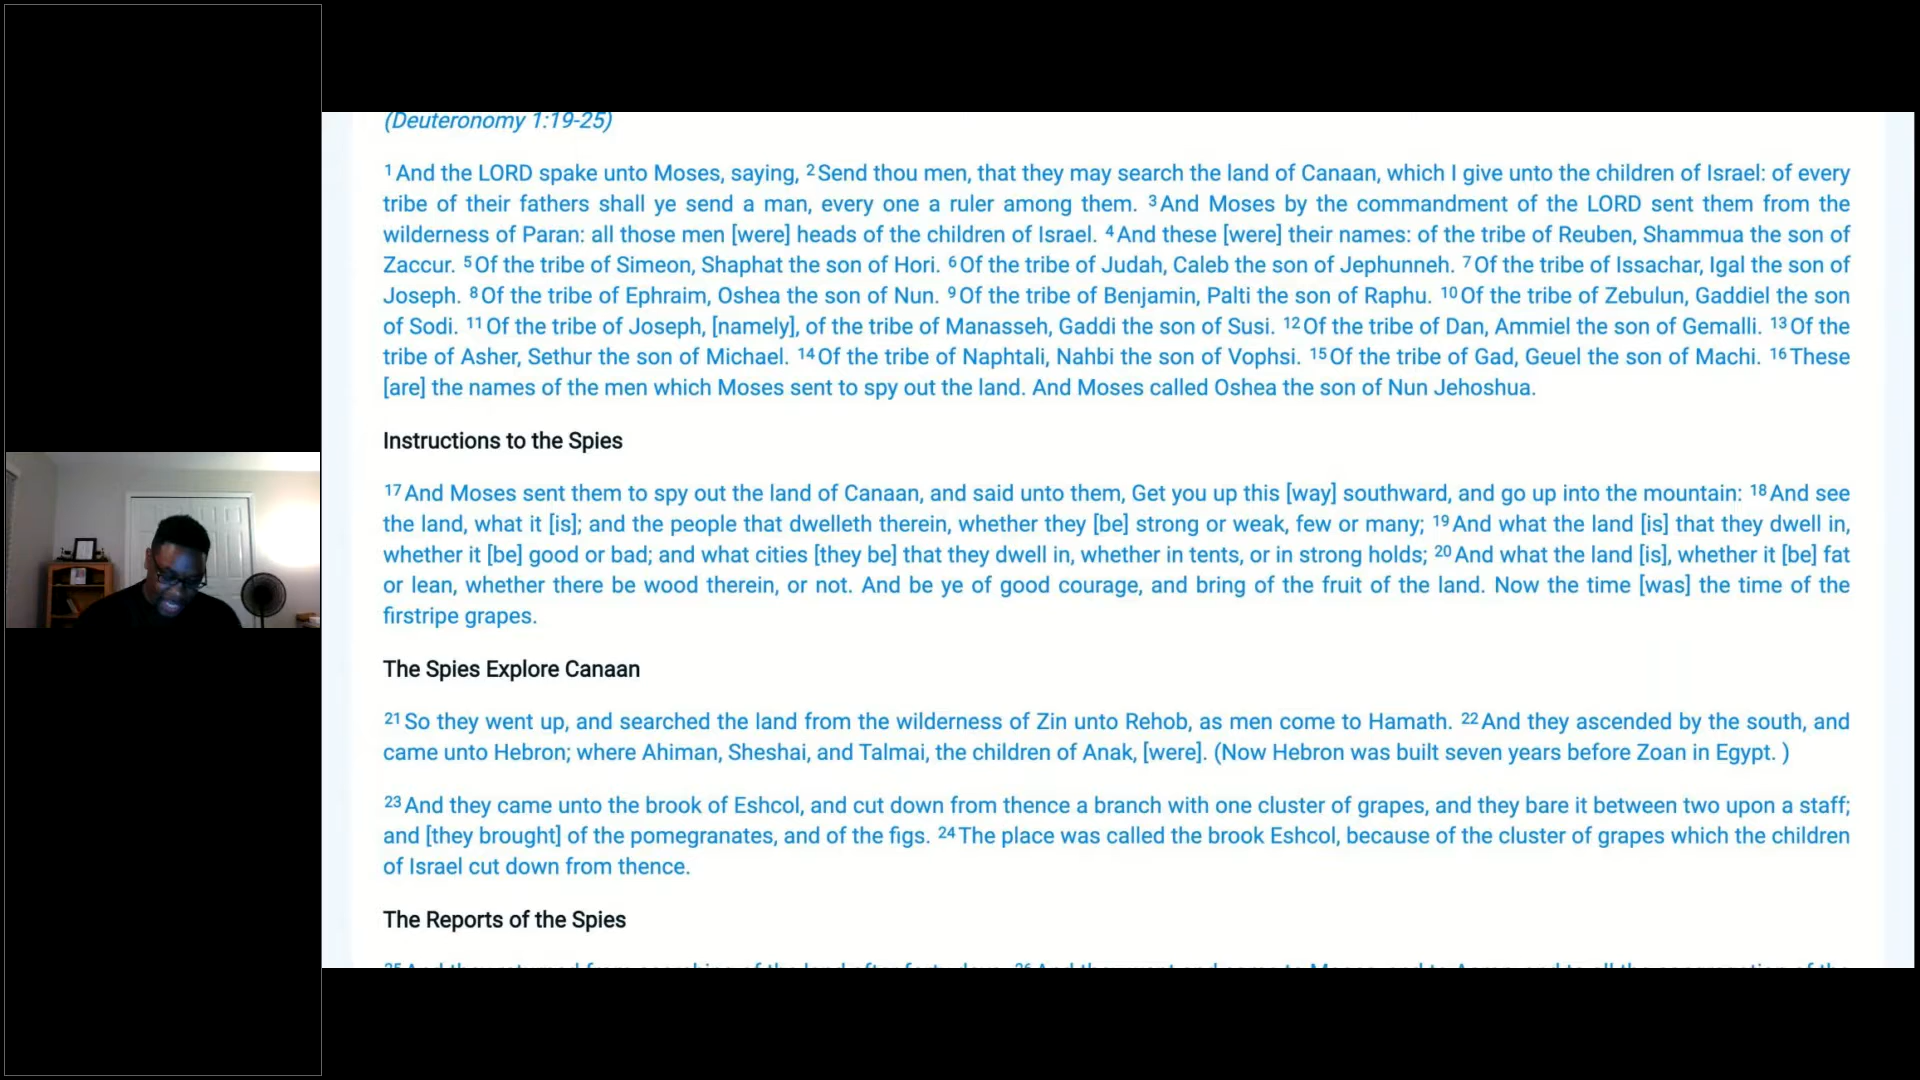 (Deuteronomy 1:19-25)
1 And the LORD spake unto Moses, saying, 2 Send thou men, that they may search the land of Canaan, which I give unto the children of Israel: of every
tribe of their fathers shall ye send a man, every one a ruler among them. 3 And Moses by the commandment of the LORD sent them from the
wilderness of Paran: all those men [were] heads of the children of Israel. 4 And these [were] their names: of the tribe of Reuben, Shammua the son of
Zaccur. 5 Of the tribe of Simeon, Shaphat the son of Hori. 6 Of the tribe of Judah, Caleb the son of Jephunneh. 7 Of the tribe of Issachar, Igal the son of
Joseph. 8 Of the tribe of Ephraim, Oshea the son of Nun. 9 Of the tribe of Benjamin, Palti the son of Raphu. 10 Of the tribe of Zebulun, Gaddiel the son
of Sodi. 11 Of the tribe of Joseph, [namely], of the tribe of Manasseh, Gaddi the son of Susi. 12 Of the tribe of Dan, Ammiel the son of Gemalli. 13 Of the
tribe of Asher, Sethur the son of Michael. 14 Of the tribe of Naphtali, Nahbi the son of Vophsi. 15 Of the tribe of Gad, Geuel the son of Machi. 16 These
[are] the names of the men which Moses sent to spy out the land. And Moses called Oshea the son of Nun Jehoshua.
Instructions to the Spies
17 And Moses sent them to spy out the land of Canaan, and said unto them, Get you up this [way] southward, and go up into the mountain: 18 And see
the land, what it [is]; and the people that dwelleth therein, whether they [be] strong or weak, few or many; 19 And what the land [is] that they dwell in,
whether it [be] good or bad; and what cities [they be] that they dwell in, whether in tents, or in strong holds; 20 And what the land [is], whether it [be] fat
or lean, whether there be wood therein, or not. And be ye of good courage, and bring of the fruit of the land. Now the time [was] the time of the
firstripe grapes.
The Spies Explore Canaan
21 So they went up, and searched the land from the wilderness of Zin unto Rehob, as men come to Hamath. 22 And they ascended by the south, and
came unto Hebron; where Ahiman, Sheshai, and Talmai, the children of Anak, [were]. (Now Hebron was built seven years before Zoan in Egypt. )
23 And they came unto the brook of Eshcol, and cut down from thence a branch with one cluster of grapes, and they bare it between two upon a staff;
and [they brought] of the pomegranates, and of the figs. 24 The place was called the brook Eshcol, because of the cluster of grapes which the children
of Israel cut down from thence.
The Reports of the Spies